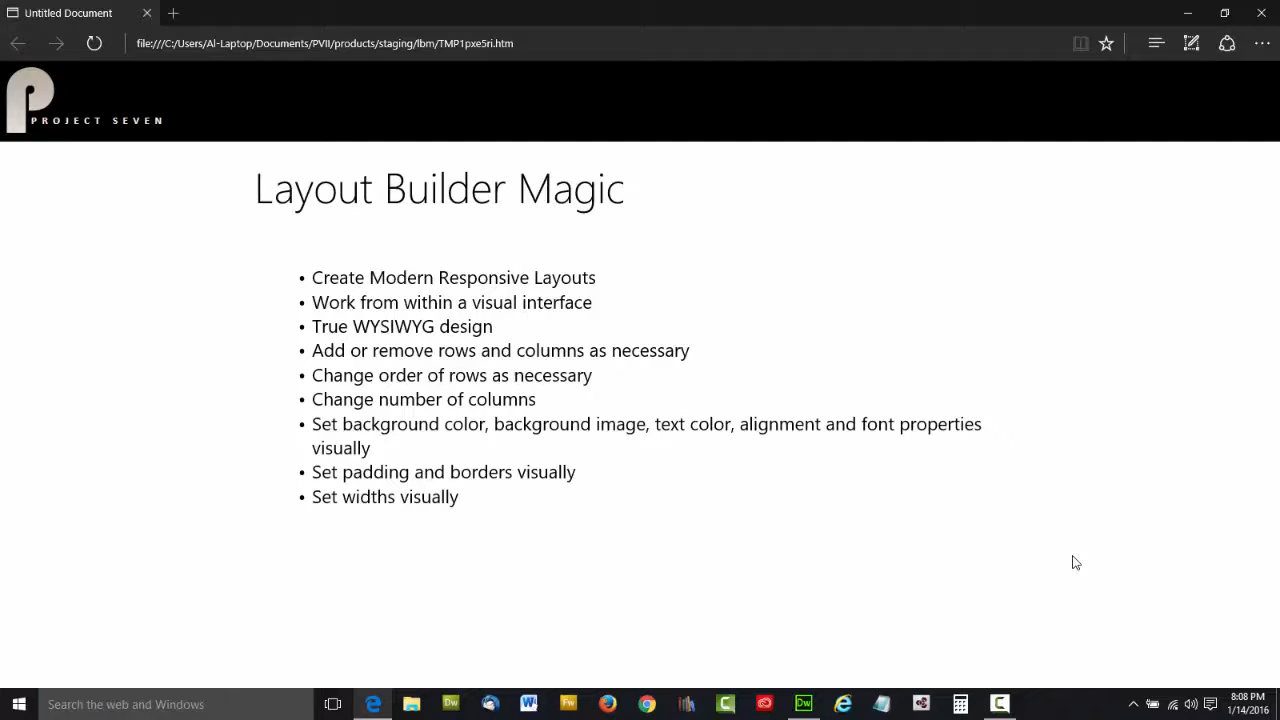 Untitled Document
file:///C:/Users/Al-Laptop/Documents/PVII/products/staging/lbm/TMP1pxe5ri.htm
PROJECT SEVEN
Layout Builder Magic
• Create Modern Responsive Layouts
• Work from within a visual interface
• True WYSIWYG design
• Add or remove rows and columns as necessary
• Change order of rows as necessary
• Change number of columns
• Set background color, background image, text color, alignment and font properties
visually
• Set padding and borders visually
• Set widths visually
Search the web and Windows
Dw
Fw
Dw
8:08 PM
1/14/2016